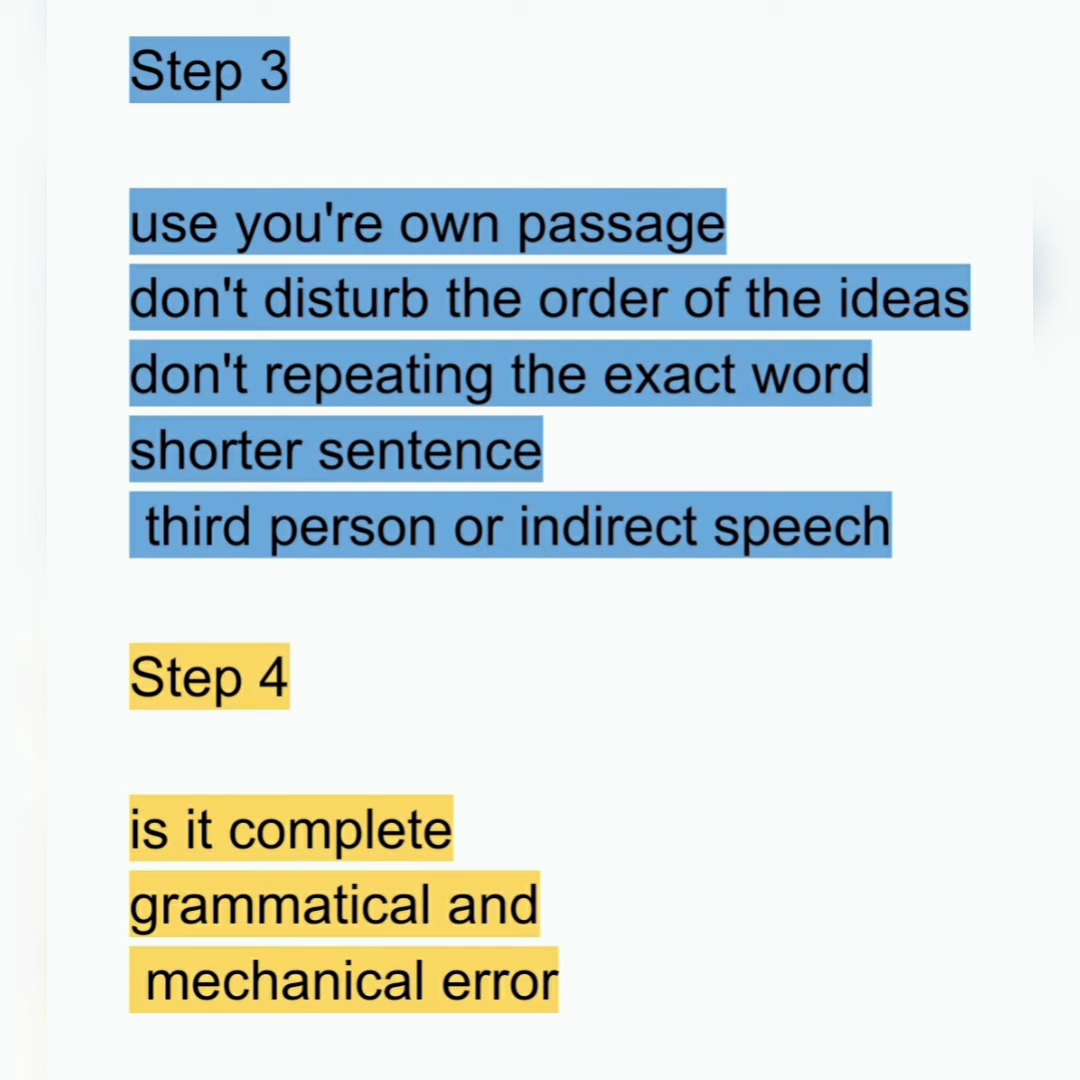 Step 3
use you're own passage
don't disturb the order of the ideas
don't repeating the exact word
shorter sentence
third person or indirect speech
Step 4
is it complete
grammatical and
mechanical error